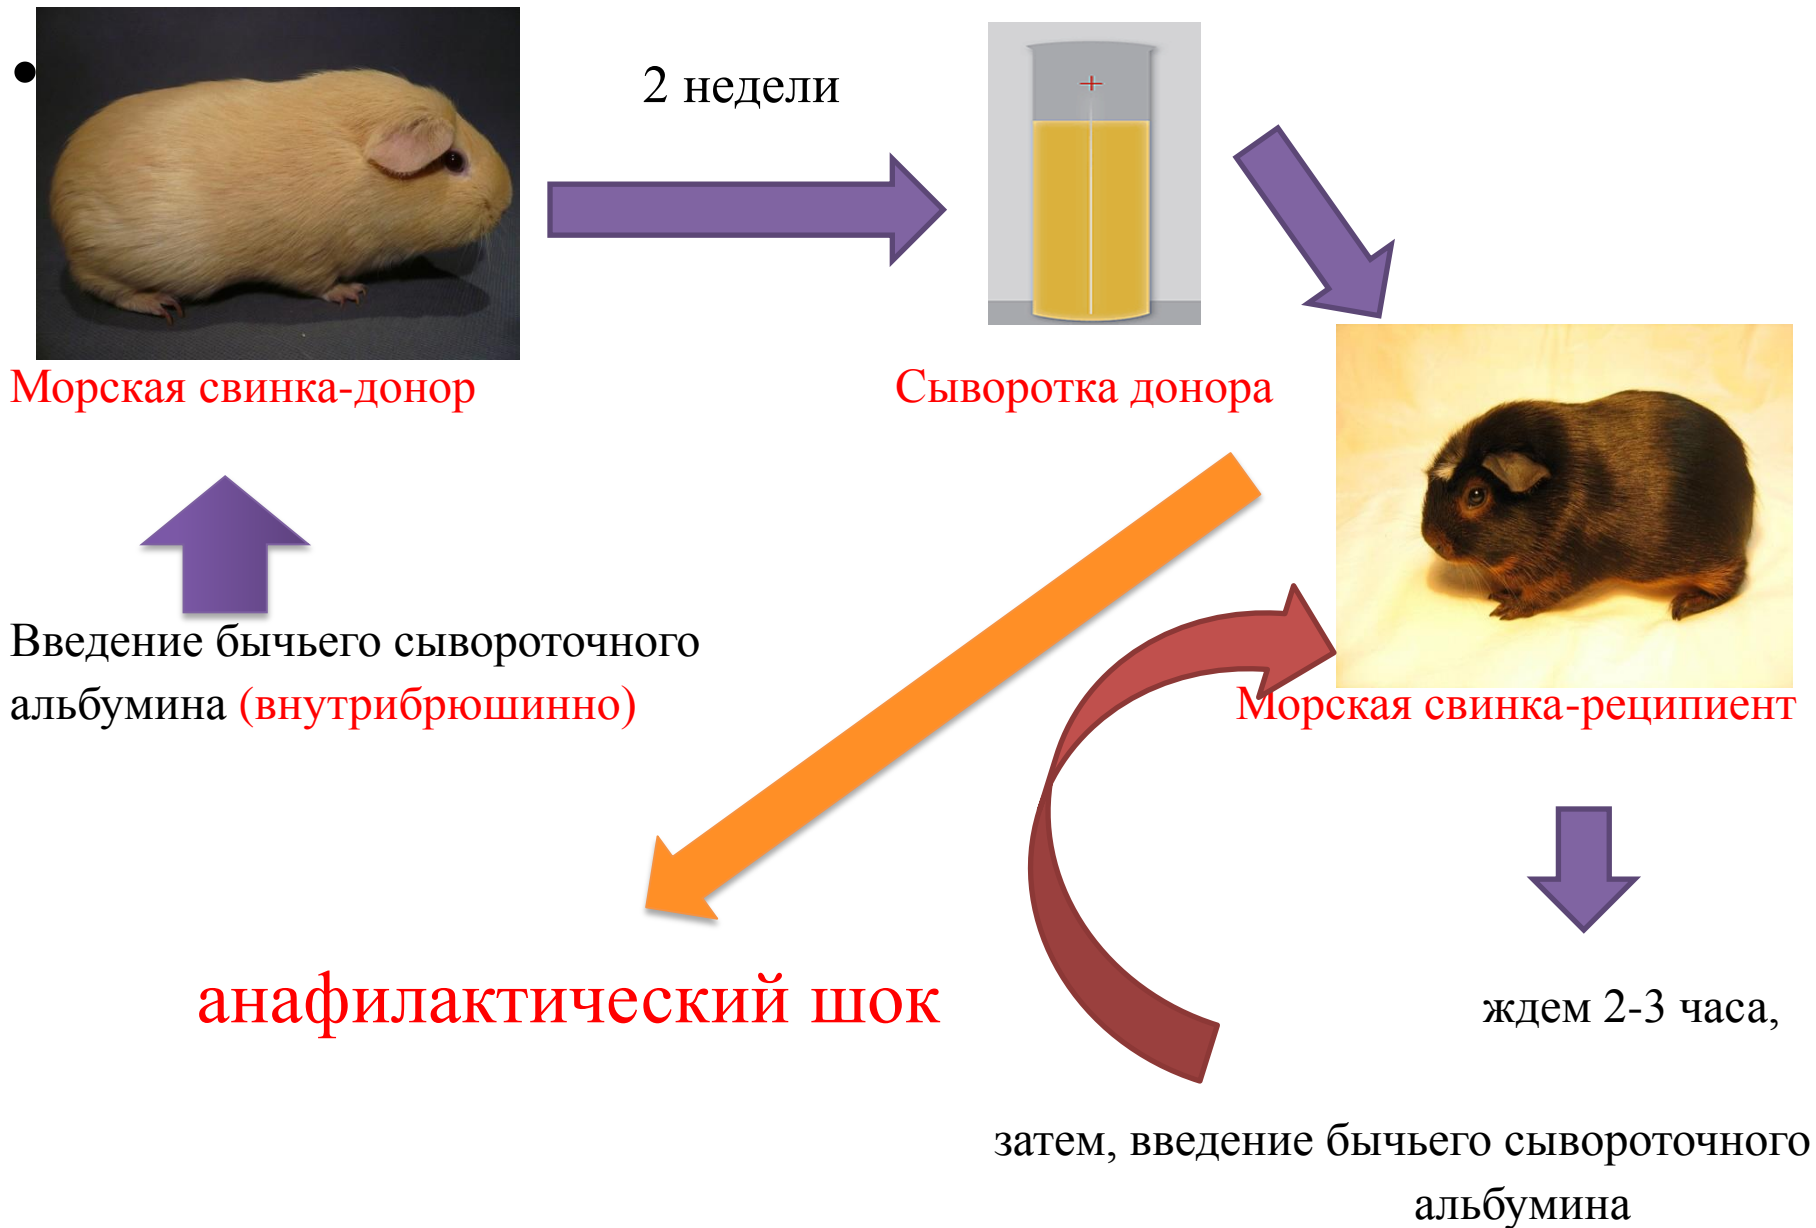 2 недели
Морская свинка-донор
Сыворотка донора
Введение бычьего сывороточного
альбумина (внутрибрюшинно)
Морская свинка-реципиент
анафилактический шок
ждем 2-3 часа,
затем, введение бычьего сывороточного
альбумина